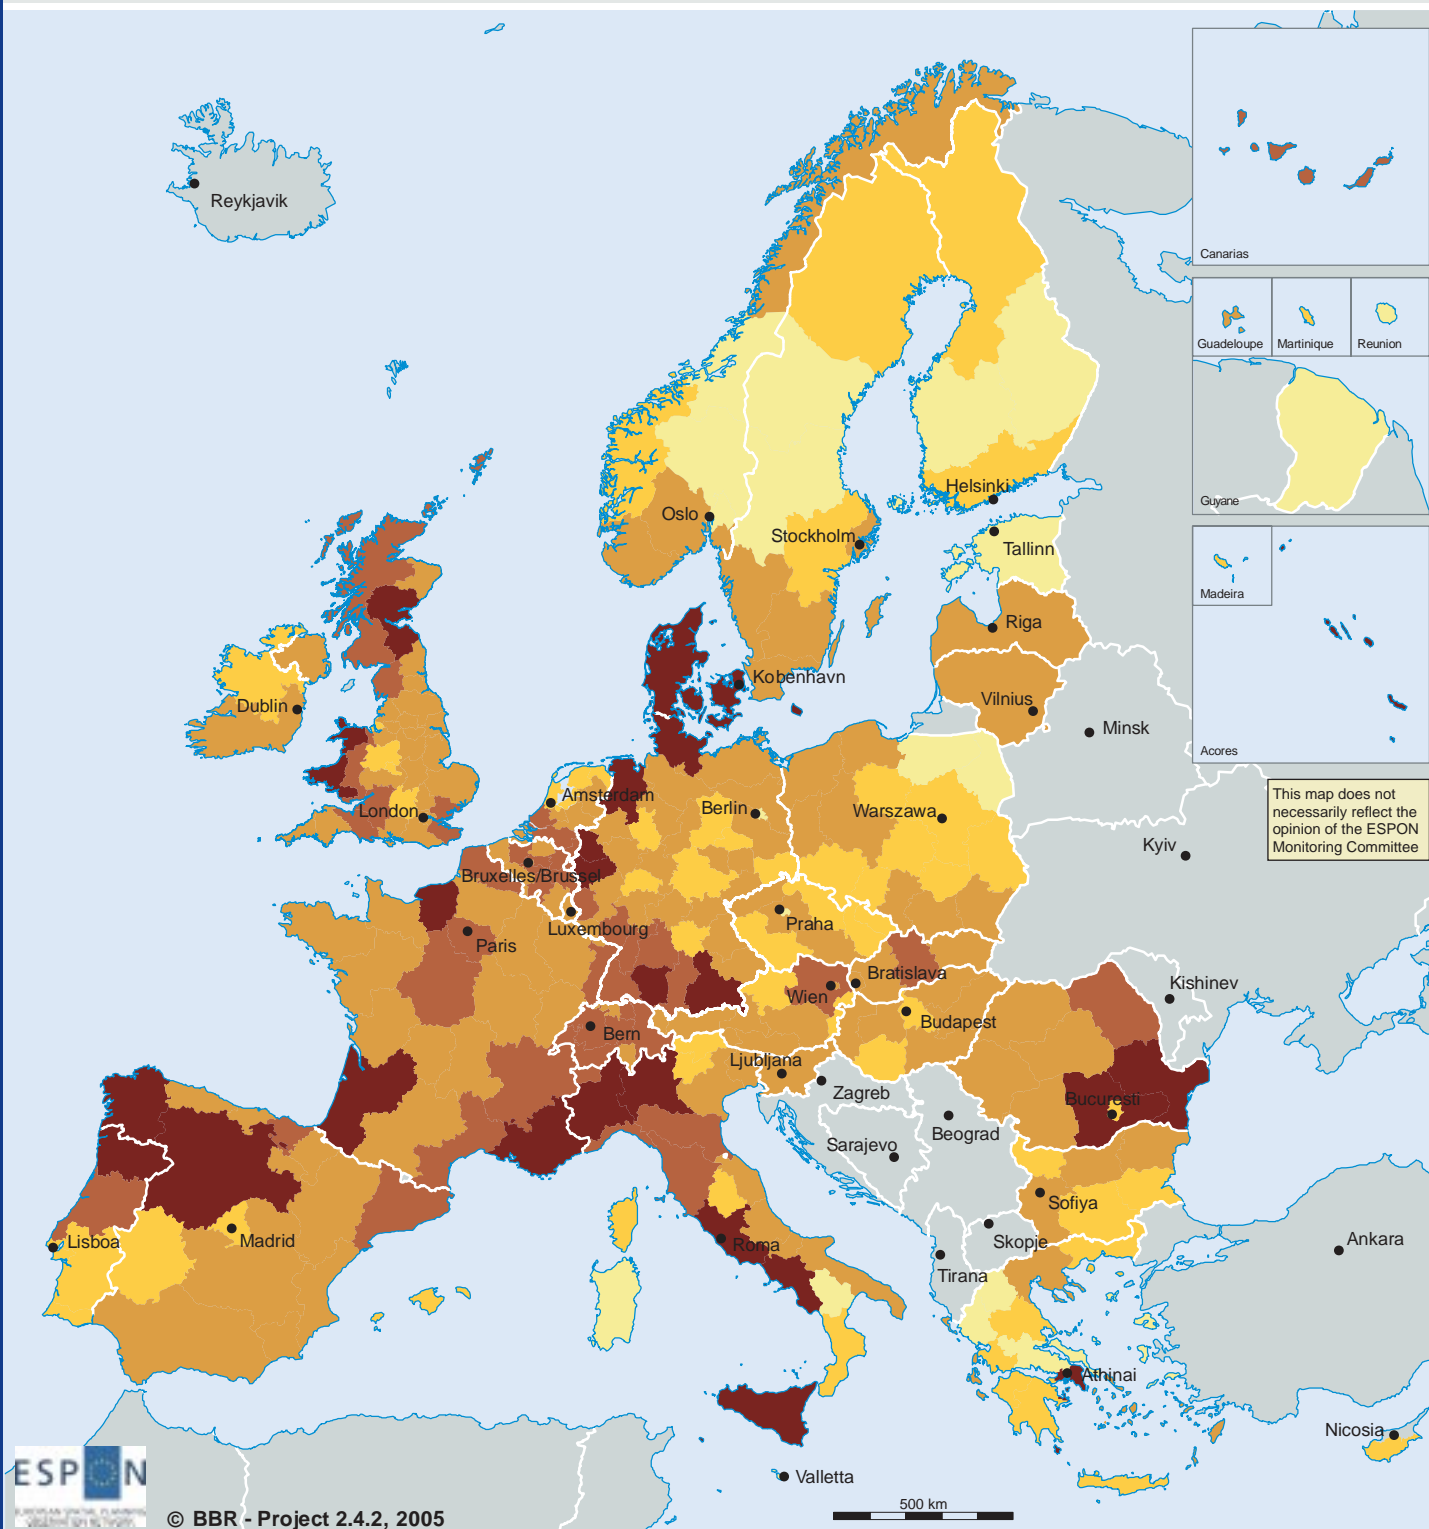 Reykjavik
Canarias
Guadeloupe
Martinique
Reunion
Guyane
Madeira
Acores
This map does not
necessarily reflect the
opinion of the ESPON
Monitoring Committee
Oslo
Stockholm
Helsinki
Tallinn
Riga
Vilnius
Minsk
Kobenhavn
Dublin
London
Amsterdam
Berlin
Warszawa
Kyiv
Bruxelles/Brussel
Luxembourg
Paris
Praha
Bratislava
Wien
Kishinev
Budapest
Bern
Ljubljana
Zagreb
Bucuresti
Beograd
Sarajevo
Sofiya
Skopje
Tirana
Ankara
Lisboa
Madrid
Roma
Athinai
Nicosia
Valletta
500 km
ESPON
© BBR - Project 2.4.2, 2005